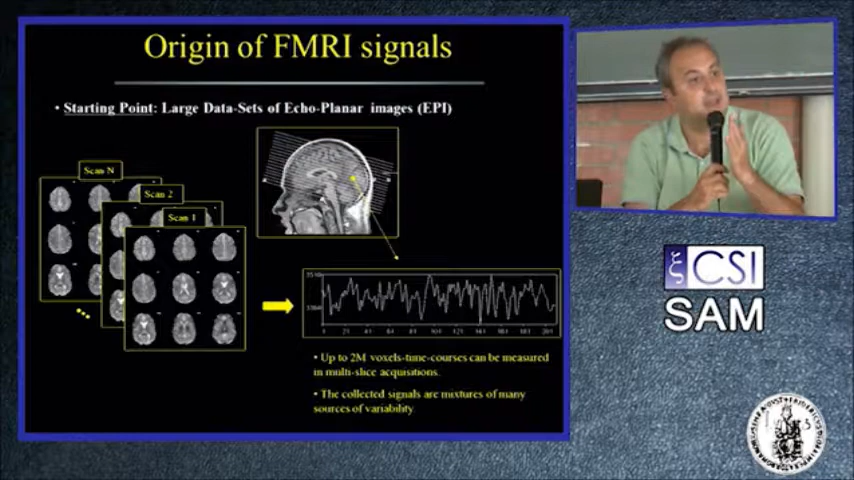 Origin of FMRI signals
• Starting Point: Large Data-Sets of Echo-Planar images (EPI)
Scan N
Scan 2
Scan 1
• Up to 2M voxels-time-courses can be measured
in multi-slice acquisitions.
• The collected signals are mixtures of many
sources of variability
ξCSI
SAM